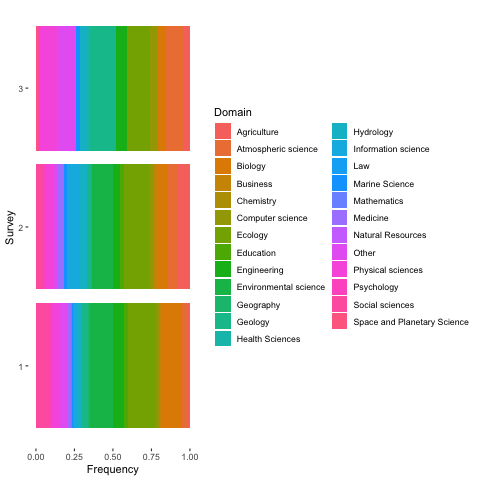 Survey
3
2
1
0.00 0.25 0.50 0.75 1.00
Frequency
Domain
Agriculture
Atmospheric science
Biology
Business
Chemistry
Computer science
Ecology
Education
Engineering
Environmental science
Geography
Geology
Health Sciences
Hydrology
Information science
Law
Marine Science
Mathematics
Medicine
Natural Resources
Other
Physical sciences
Psychology
Social sciences
Space and Planetary Science